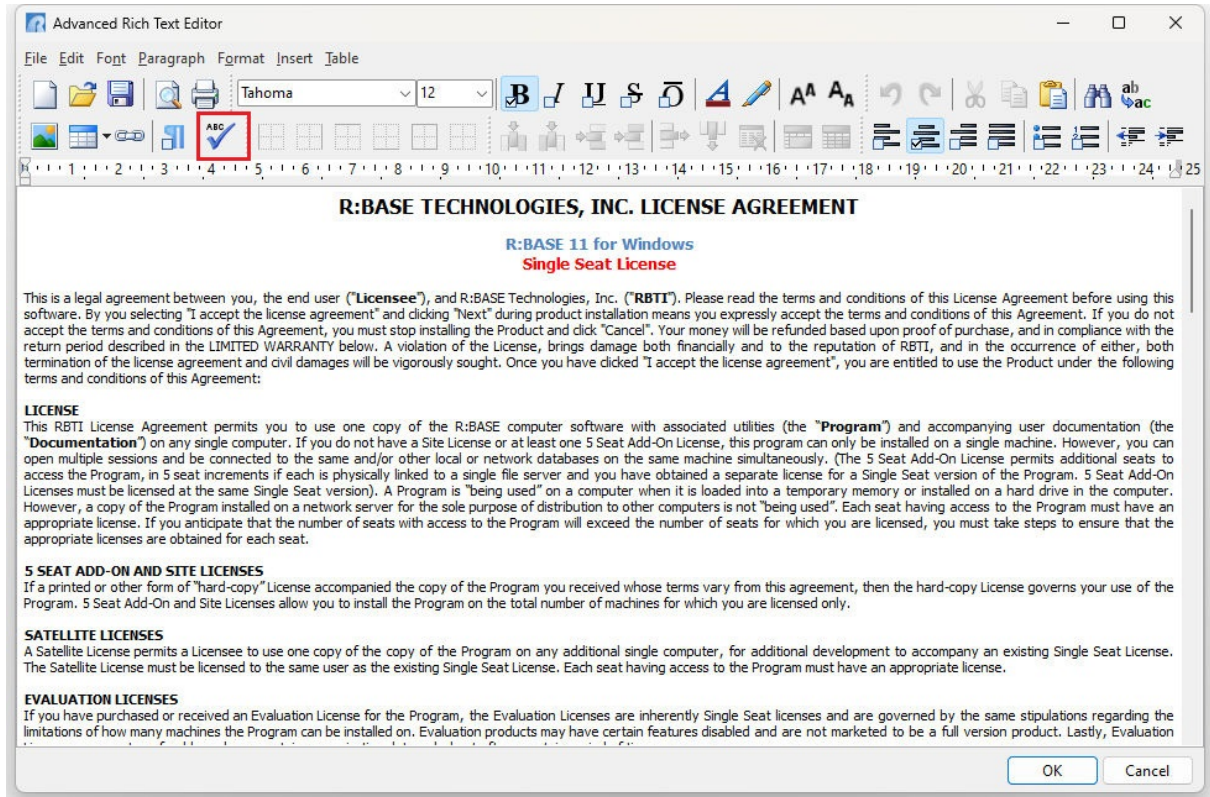 Advanced Rich Text Editor
File Edit Font Paragraph Format Insert Table
Tahoma 12 B I U S O A A A A A ab ac
ABC
1 2 3 4 5 6 7 8 9 10 11 12 13 14 15 16 17 18 19 20 21 22 23 24 25
R:BASE TECHNOLOGIES, INC. LICENSE AGREEMENT
R:BASE 11 for Windows
Single Seat License
This is a legal agreement between you, the end user ("Licensee"), and R:BASE Technologies, Inc. ("RBTI"). Please read the terms and conditions of this License Agreement before using this
software. By you selecting "I accept the license agreement" and clicking "Next" during product installation means you expressly accept the terms and conditions of this Agreement. If you do not
accept the terms and conditions of this Agreement, you must stop installing the Product and click "Cancel". Your money will be refunded based upon proof of purchase, and in compliance with the
return period described in the LIMITED WARRANTY below. A violation of the License, brings damage both financially and to the reputation of RBTI, and in the occurrence of either, both
termination of the license agreement and civil damages will be vigorously sought. Once you have clicked "I accept the license agreement", you are entitled to use the Product under the following
terms and conditions of this Agreement:
LICENSE
This RBTI License Agreement permits you to use one copy of the R:BASE computer software with associated utilities (the "Program") and accompanying user documentation (the
"Documentation") on any single computer. If you do not have a Site License or at least one 5 Seat Add-On License, this program can only be installed on a single machine. However, you can
open multiple sessions and be connected to the same and/or other local or network databases on the same machine simultaneously. (The 5 Seat Add-On License permits additional seats to
access the Program, in 5 seat increments if each is physically linked to a single file server and you have obtained a separate license for a Single Seat version of the Program. 5 Seat Add-On
Licenses must be licensed at the same Single Seat version). A Program is "being used" on a computer when it is loaded into a temporary memory or installed on a hard drive in the computer.
However, a copy of the Program installed on a network server for the sole purpose of distribution to other computers is not "being used". Each seat having access to the Program must have an
appropriate license. If you anticipate that the number of seats with access to the Program will exceed the number of seats for which you are licensed, you must take steps to ensure that the
appropriate licenses are obtained for each seat.
5 SEAT ADD-ON AND SITE LICENSES
If a printed or other form of "hard-copy" License accompanied the copy of the Program you received whose terms vary from this agreement, then the hard-copy License governs your use of the
Program. 5 Seat Add-On and Site Licenses allow you to install the Program on the total number of machines for which you are licensed only.
SATELLITE LICENSES
A Satellite License permits a Licensee to use one copy of the copy of the Program on any additional single computer, for additional development to accompany an existing Single Seat License.
The Satellite License must be licensed to the same user as the existing Single Seat License. Each seat having access to the Program must have an appropriate license.
EVALUATION LICENSES
If you have purchased or received an Evaluation License for the Program, the Evaluation Licenses are inherently Single Seat licenses and are governed by the same stipulations regarding the
limitations of how many machines the Program can be installed on. Evaluation products may have certain features disabled and are not marketed to be a full version product. Lastly, Evaluation
OK Cancel